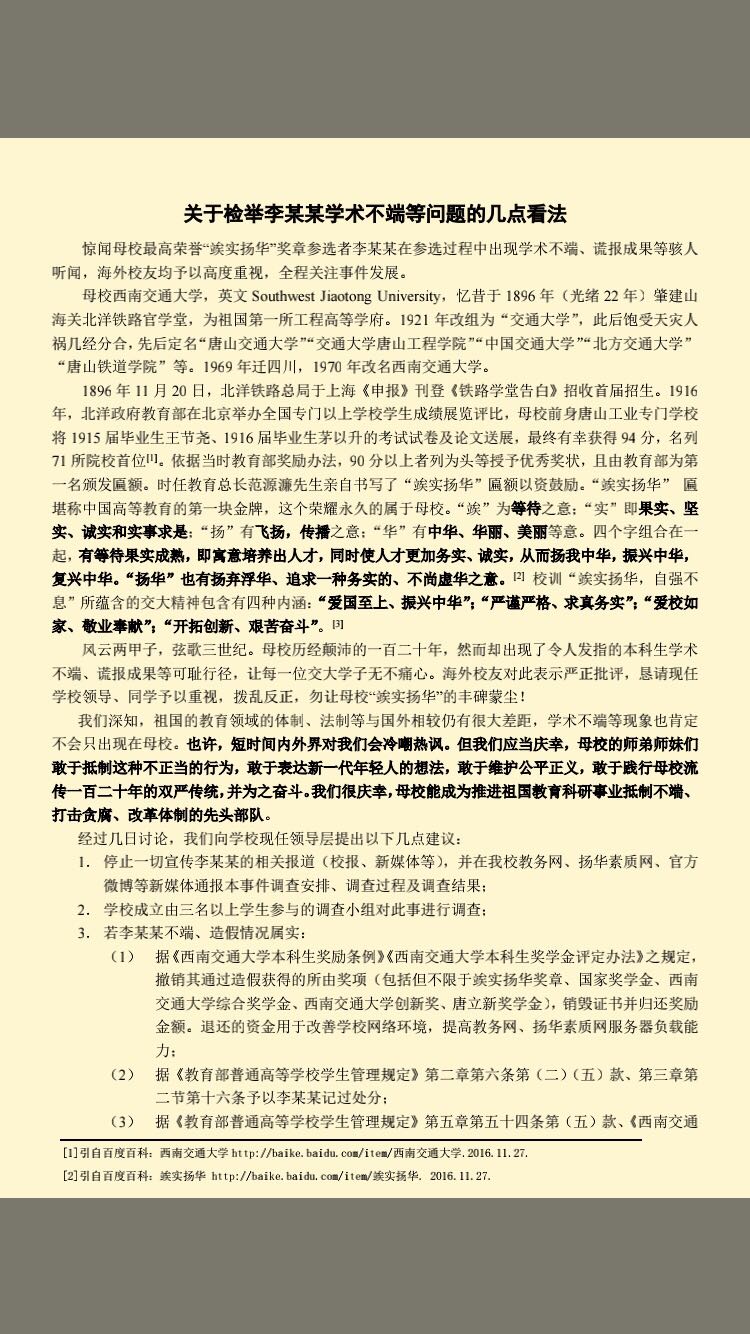 关于检举李某某学术不端等问题的几点看法
惊闻母校最高荣誉“竢实扬华”奖章参选者李某某在参选过程中出现学术不端、谎报成果等骇人
听闻，海外校友均予以高度重视，全程关注事件发展。
母校西南交通大学，英文 Southwest Jiaotong University，忆昔于 1896 年（光绪 22 年）肇建山
海关北洋铁路官学堂，为祖国第一所工程高等学府。1921 年改组为“交通大学”，此后饱受天灾人
祸几经分合，先后定名“唐山交通大学”“交通大学唐山工程学院”“中国交通大学”“北方交通大学”
“唐山铁道学院”等。1969 年迁四川，1970 年改名西南交通大学。
1896 年 11 月 20 日，北洋铁路总局于上海《申报》刊登《铁路学堂告白》招收首届招生。1916
年，北洋政府教育部在北京举办全国专门以上学校学生成绩展览评比，母校前身唐山工业专门学校
将 1915 届毕业生王节尧、1916 届毕业生茅以升的考试试卷及论文送展，最终有幸获得 94 分，名列
71 所院校首位[1]。依据当时教育部奖励办法，90 分以上者列为头等授予优秀奖状，且由教育部为第
一名颁发匾额。时任教育总长范源濂先生亲自书写了“竢实扬华”匾额以资鼓励。“竢实扬华” 匾
堪称中国高等教育的第一块金牌，这个荣耀永久的属于母校。“竢”为等待之意；“实”即果实、坚
实、诚实和实事求是；“扬”有飞扬，传播之意；“华”有中华、华丽、美丽等意。四个字组合在一
起，有等待果实成熟，即寓意培养出人才，同时使人才更加务实、诚实，从而扬我中华，振兴中华，
复兴中华。“扬华”也有扬弃浮华、追求一种务实的、不尚虚华之意。[2] 校训“竢实扬华，自强不
息”所蕴含的交大精神包含有四种内涵：“爱国至上、振兴中华”；“严谨严格、求真务实”；“爱校如
家、敬业奉献”；“开拓创新、艰苦奋斗”。[3]
风云两甲子，弦歌三世纪。母校历经颠沛的一百二十年，然而却出现了令人发指的本科生学术
不端、谎报成果等可耻行径，让每一位交大学子无不痛心。海外校友对此表示严正批评，恳请现任
学校领导、同学予以重视，拨乱反正，勿让母校“竢实扬华”的丰碑蒙尘！
我们深知，祖国的教育领域的体制、法制等与国外相较仍有很大差距，学术不端等现象也肯定
不会只出现在母校。也许，短时间内外界对我们会冷嘲热讽。但我们应当庆幸，母校的师弟师妹们
敢于抵制这种不正当的行为，敢于表达新一代年轻人的想法，敢于维护公平正义，敢于践行母校流
传一百二十年的双严传统，并为之奋斗。我们很庆幸，母校能成为推进祖国教育科研事业抵制不端、
打击贪腐、改革体制的先头部队。
经过几日讨论，我们向学校现任领导层提出以下几点建议：
1. 停止一切宣传李某某的相关报道（校报、新媒体等），并在我校教务网、扬华素质网、官方
微博等新媒体通报本事件调查安排、调查过程及调查结果；
2. 学校成立由三名以上学生参与的调查小组对此事进行调查；
3. 若李某某不端、造假情况属实：
（1） 据《西南交通大学本科生奖励条例》《西南交通大学本科生奖学金评定办法》之规定，
撤销其通过造假获得的所由奖项（包括但不限于竢实扬华奖章、国家奖学金、西南
交通大学综合奖学金、西南交通大学创新奖、唐立新奖学金），销毁证书并归还奖励
金额。退还的资金用于改善学校网络环境，提高教务网、扬华素质网服务器负载能
力；
（2） 据《教育部普通高等学校学生管理规定》第二章第六条第（二）（五）款、第三章第
二节第十六条予以李某某记过处分；
（3） 据《教育部普通高等学校学生管理规定》第五章第五十四条第（五）款、《西南交通
[1]引自百度百科：西南交通大学 http://baike.baidu.com/item/西南交通大学.2016.11.27.
[2]引自百度百科：竢实扬华 http://baike.baidu.com/item/竢实扬华. 2016.11.27.